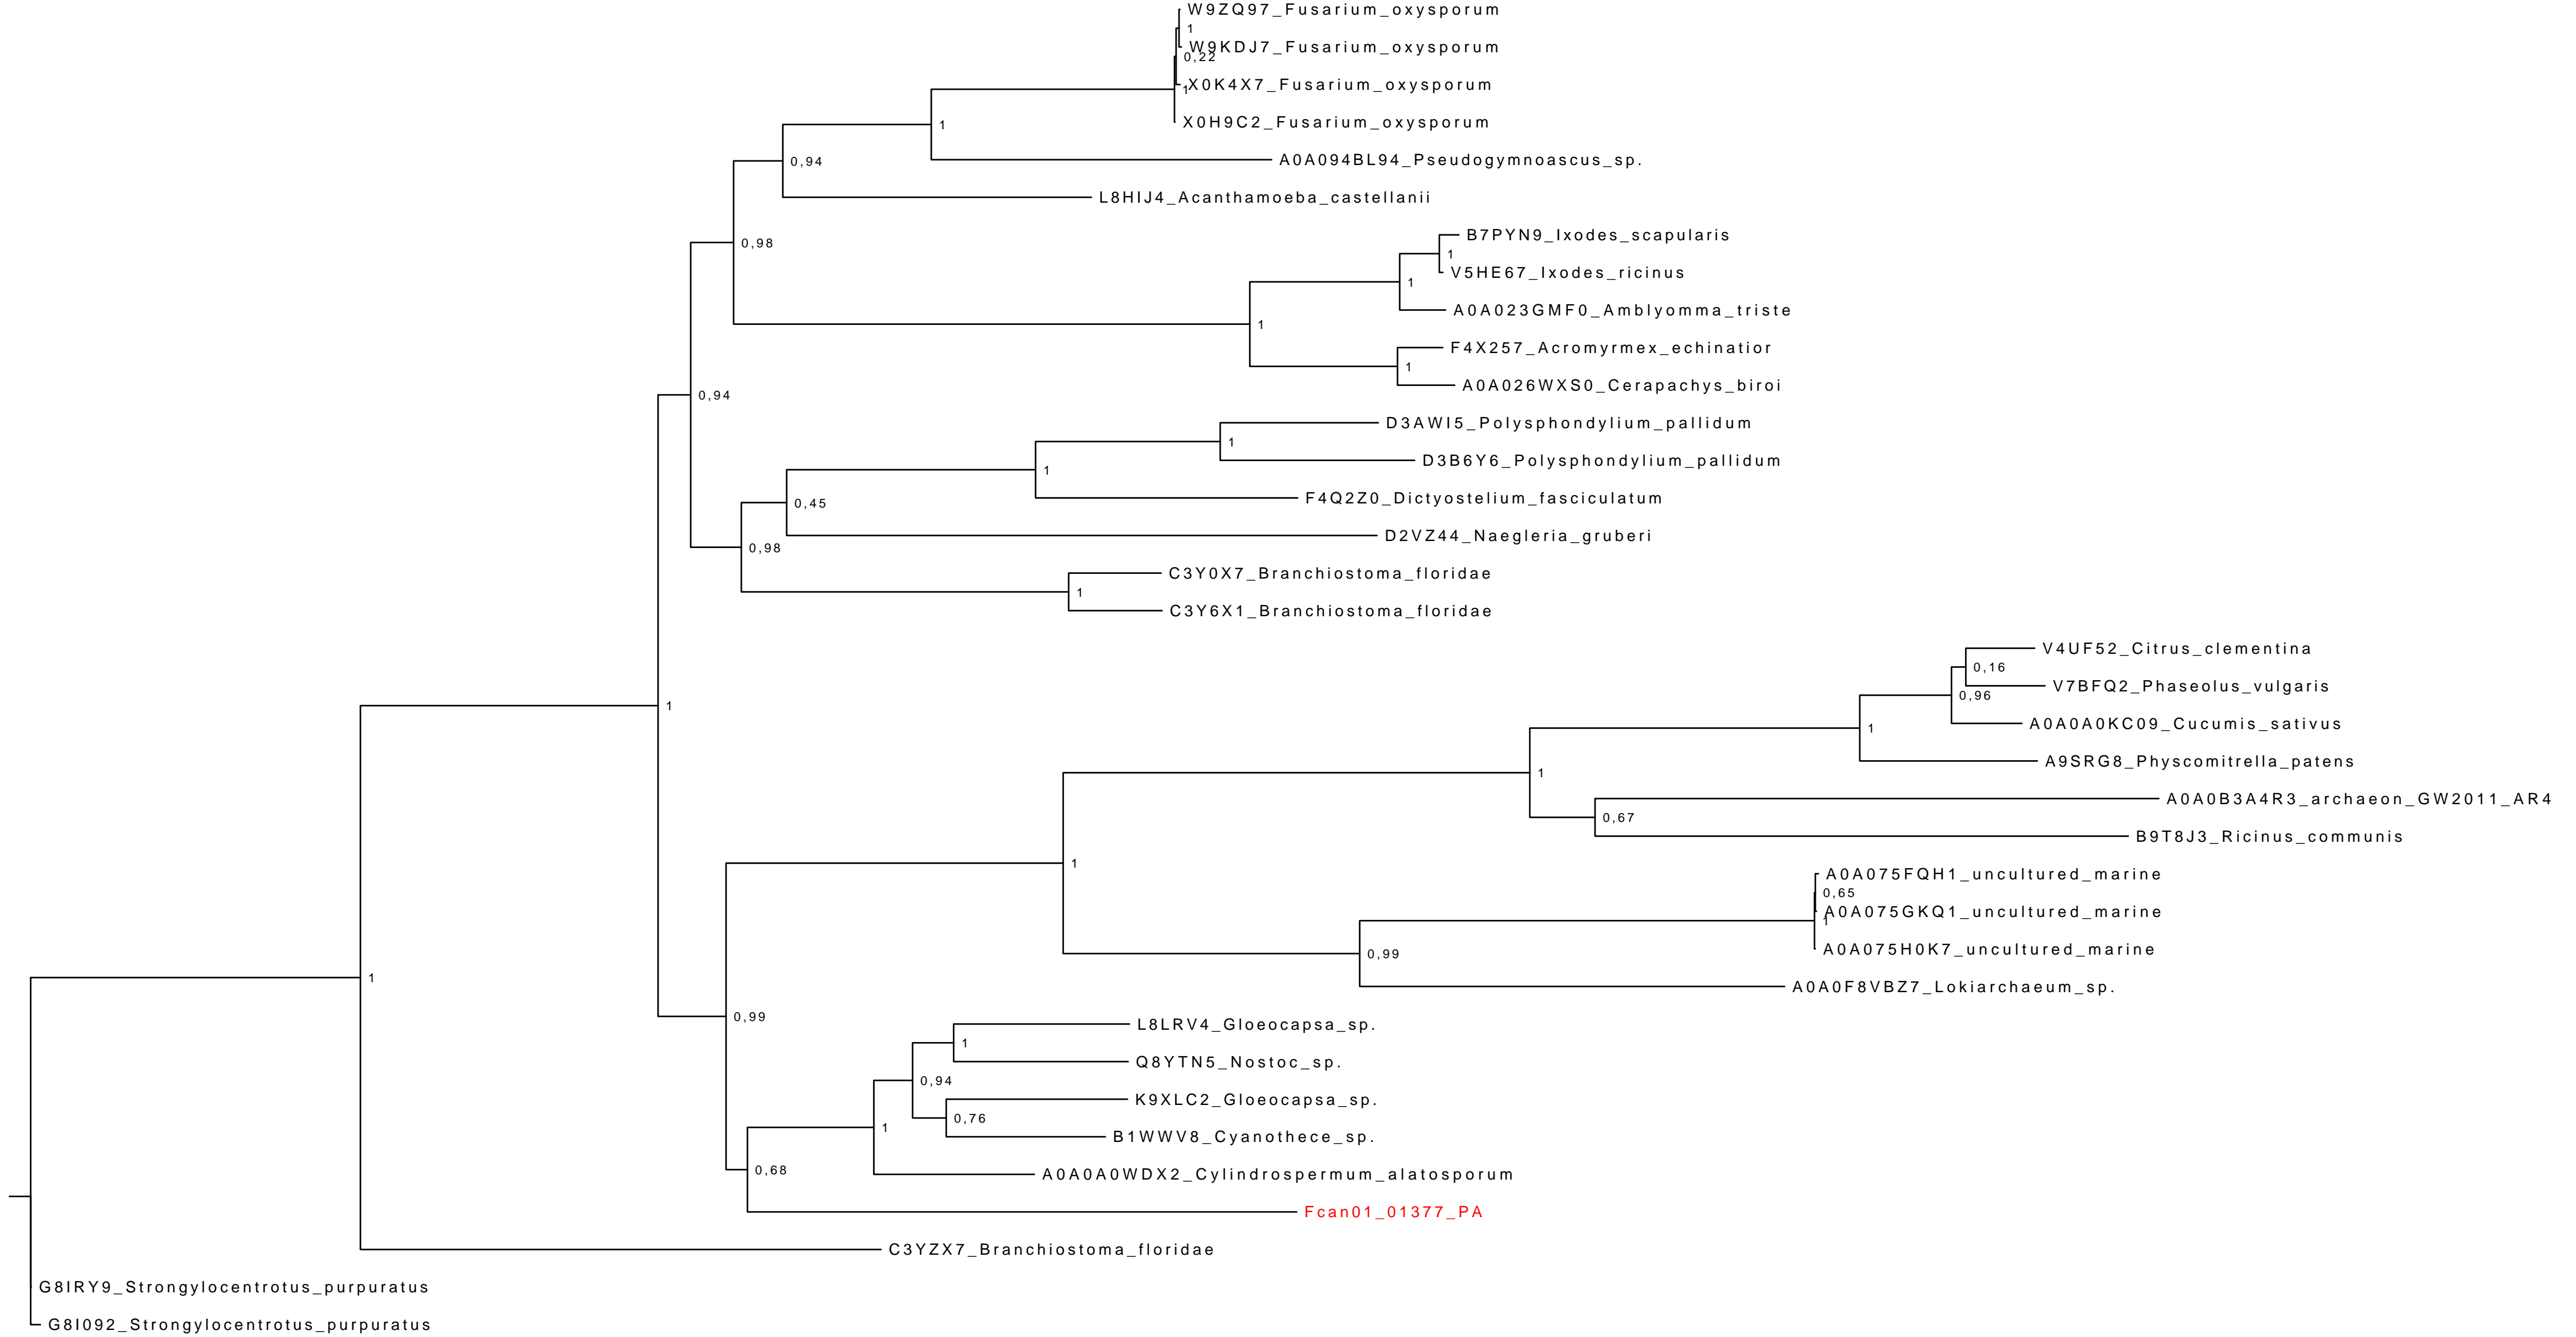 W9ZQ97_Fusarium_oxysporum
1
W9KDJ7_Fusarium_oxysporum
0,22
X0K4X7_Fusarium_oxysporum
1
X0H9C2_Fusarium_oxysporum
1
A0A094BL94_Pseudogymnoascus_sp.
0,94
L8HIJ4_Acanthamoeba_castellanii
B7PYN9_Ixodes_scapularis
0,98
1
V5HE67_Ixodes_ricinus
1
A0A023GMF0_Amblyomma_triste
1
F4X257_Acromyrmex_echinatior
1
A0A026WXS0_Cerapachys_biroi
0,94
D3AWI5_Polysphondylium_pallidum
1
D3B6Y6_Polysphondylium_pallidum
1
F4Q2Z0_Dictyostelium_fasciculatum
0,45
D2VZ44_Naegleria_gruberi
0,98
C3Y0X7_Branchiostoma_floridae
1
C3Y6X1_Branchiostoma_floridae
V4UF52_Citrus_clementina
0,16
V7BFQ2_Phaseolus_vulgaris
0,96
1
A0A0A0KC09_Cucumis_sativus
1
A9SRG8_Physcomitrella_patens
1
A0A0B3A4R3_archaeon_GW2011_AR4
0,67
B9T8J3_Ricinus_communis
1
A0A075FQH1_uncultured_marine
0,65
A0A075GKQ1_uncultured_marine
1
A0A075H0K7_uncultured_marine
0,99
1
A0A0F8VBZ7_Lokiarchaeum_sp.
0,99
L8LRV4_Gloeocapsa_sp.
1
Q8YTN5_Nostoc_sp.
0,94
K9XLC2_Gloeocapsa_sp.
0,76
1
B1WWV8_Cyanothece_sp.
0,68
A0A0A0WDX2_Cylindrospermum_alatosporum
Fcan01_01377_PA
C3YZX7_Branchiostoma_floridae
G8IRY9_Strongylocentrotus_purpuratus
G8I092_Strongylocentrotus_purpuratus